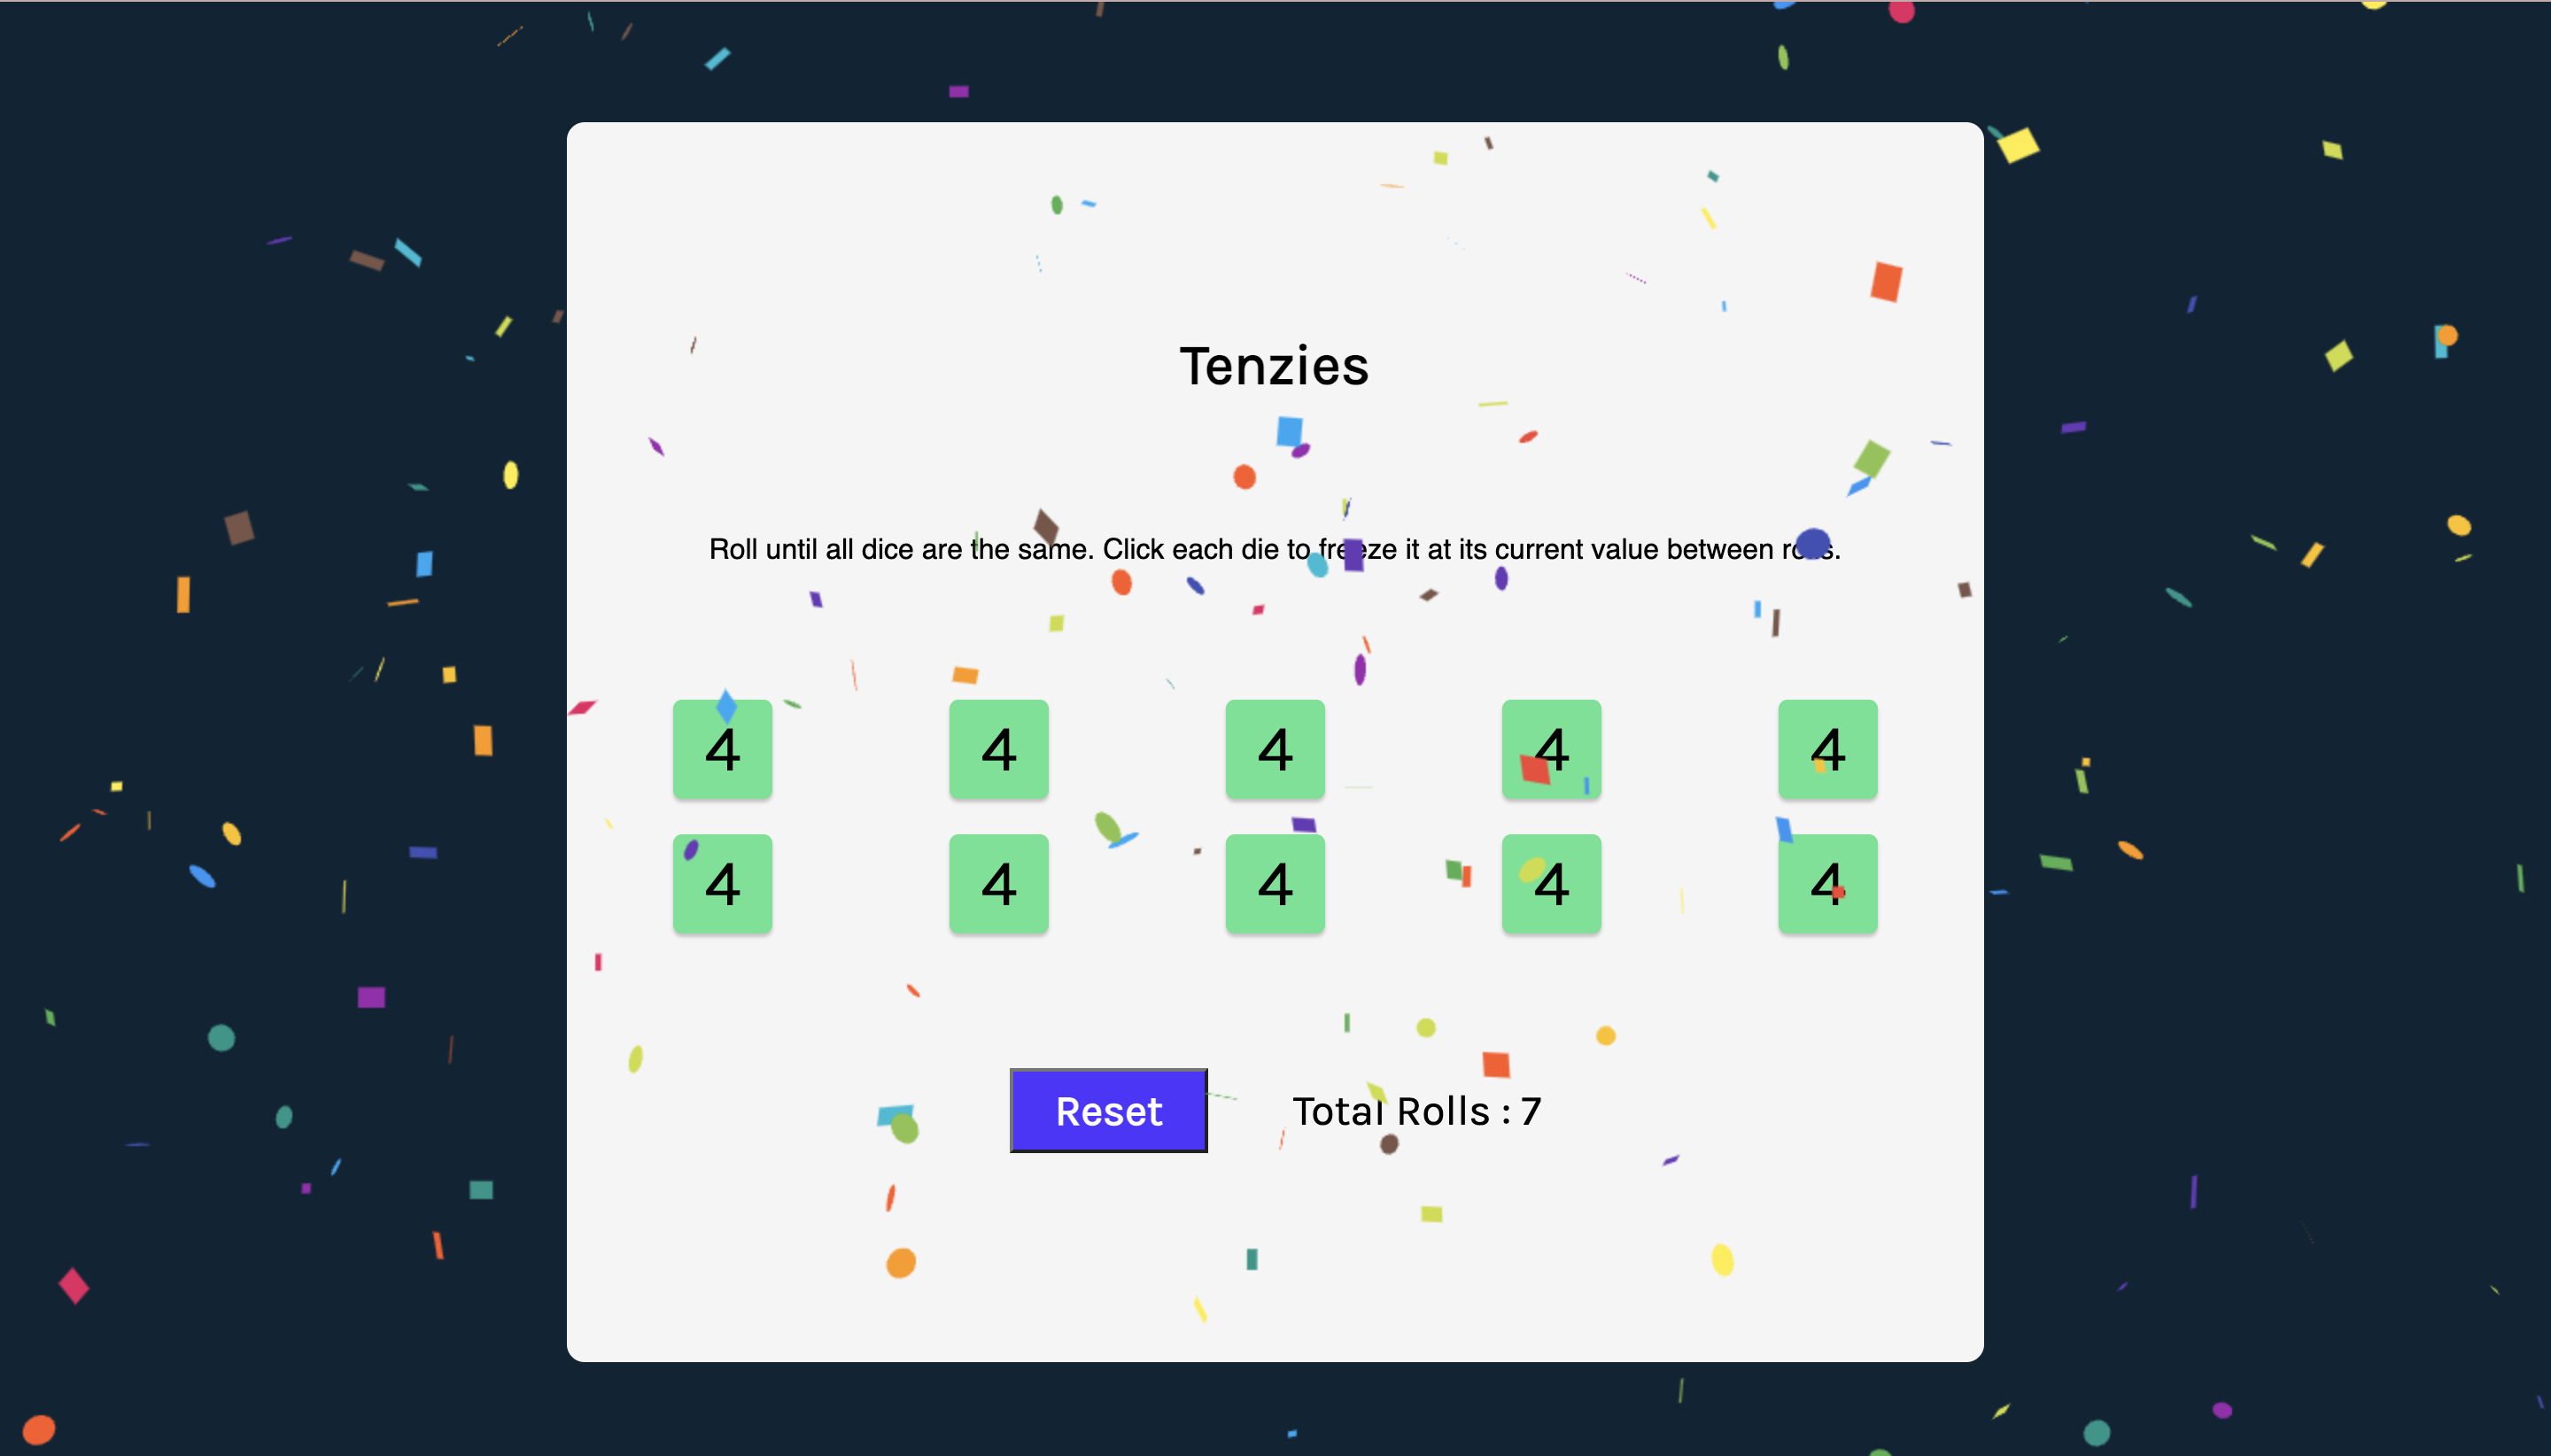 Tenzies
Roll until all dice are the same. Click each die to freeze it at its current value between rolls.
4 4 4 4 4
4 4 4 4 4
Reset Total Rolls : 7